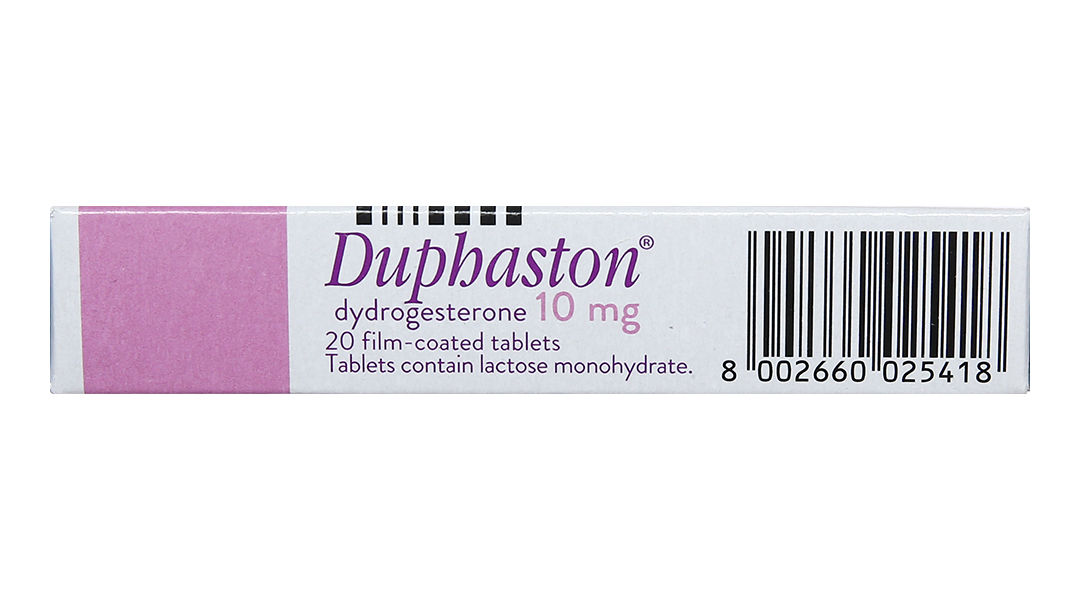 Duphaston®
dydrogesterone 10 mg
20 film-coated tablets
Tablets contain lactose monohydrate.
8 002660 025418